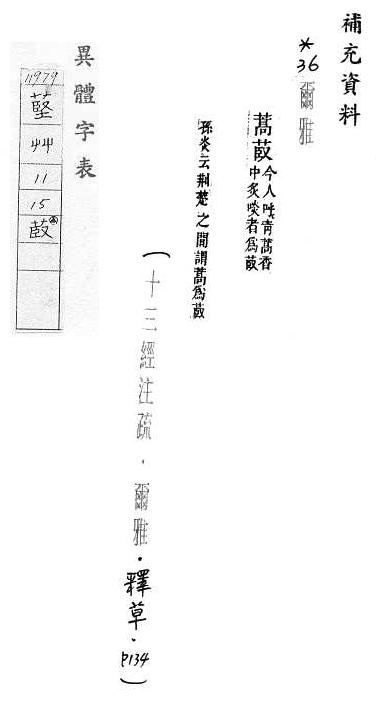 補充資料
*36
爾雅
蒿菣
今人呼青蒿香
中炙啖者爲菣
孫炎云荆楚之間謂蒿爲菣
(十三經注疏．爾雅．釋草．P134)
異體字表
11979
艸
11
15
菣